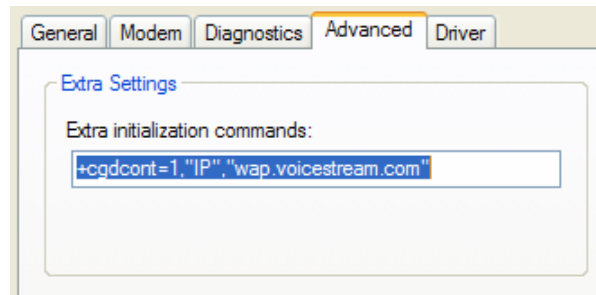 General Modem Diagnostics Advanced Driver
Extra Settings
Extra initialization commands:
+cgdcont=1,"IP","wap.voicestream.com"